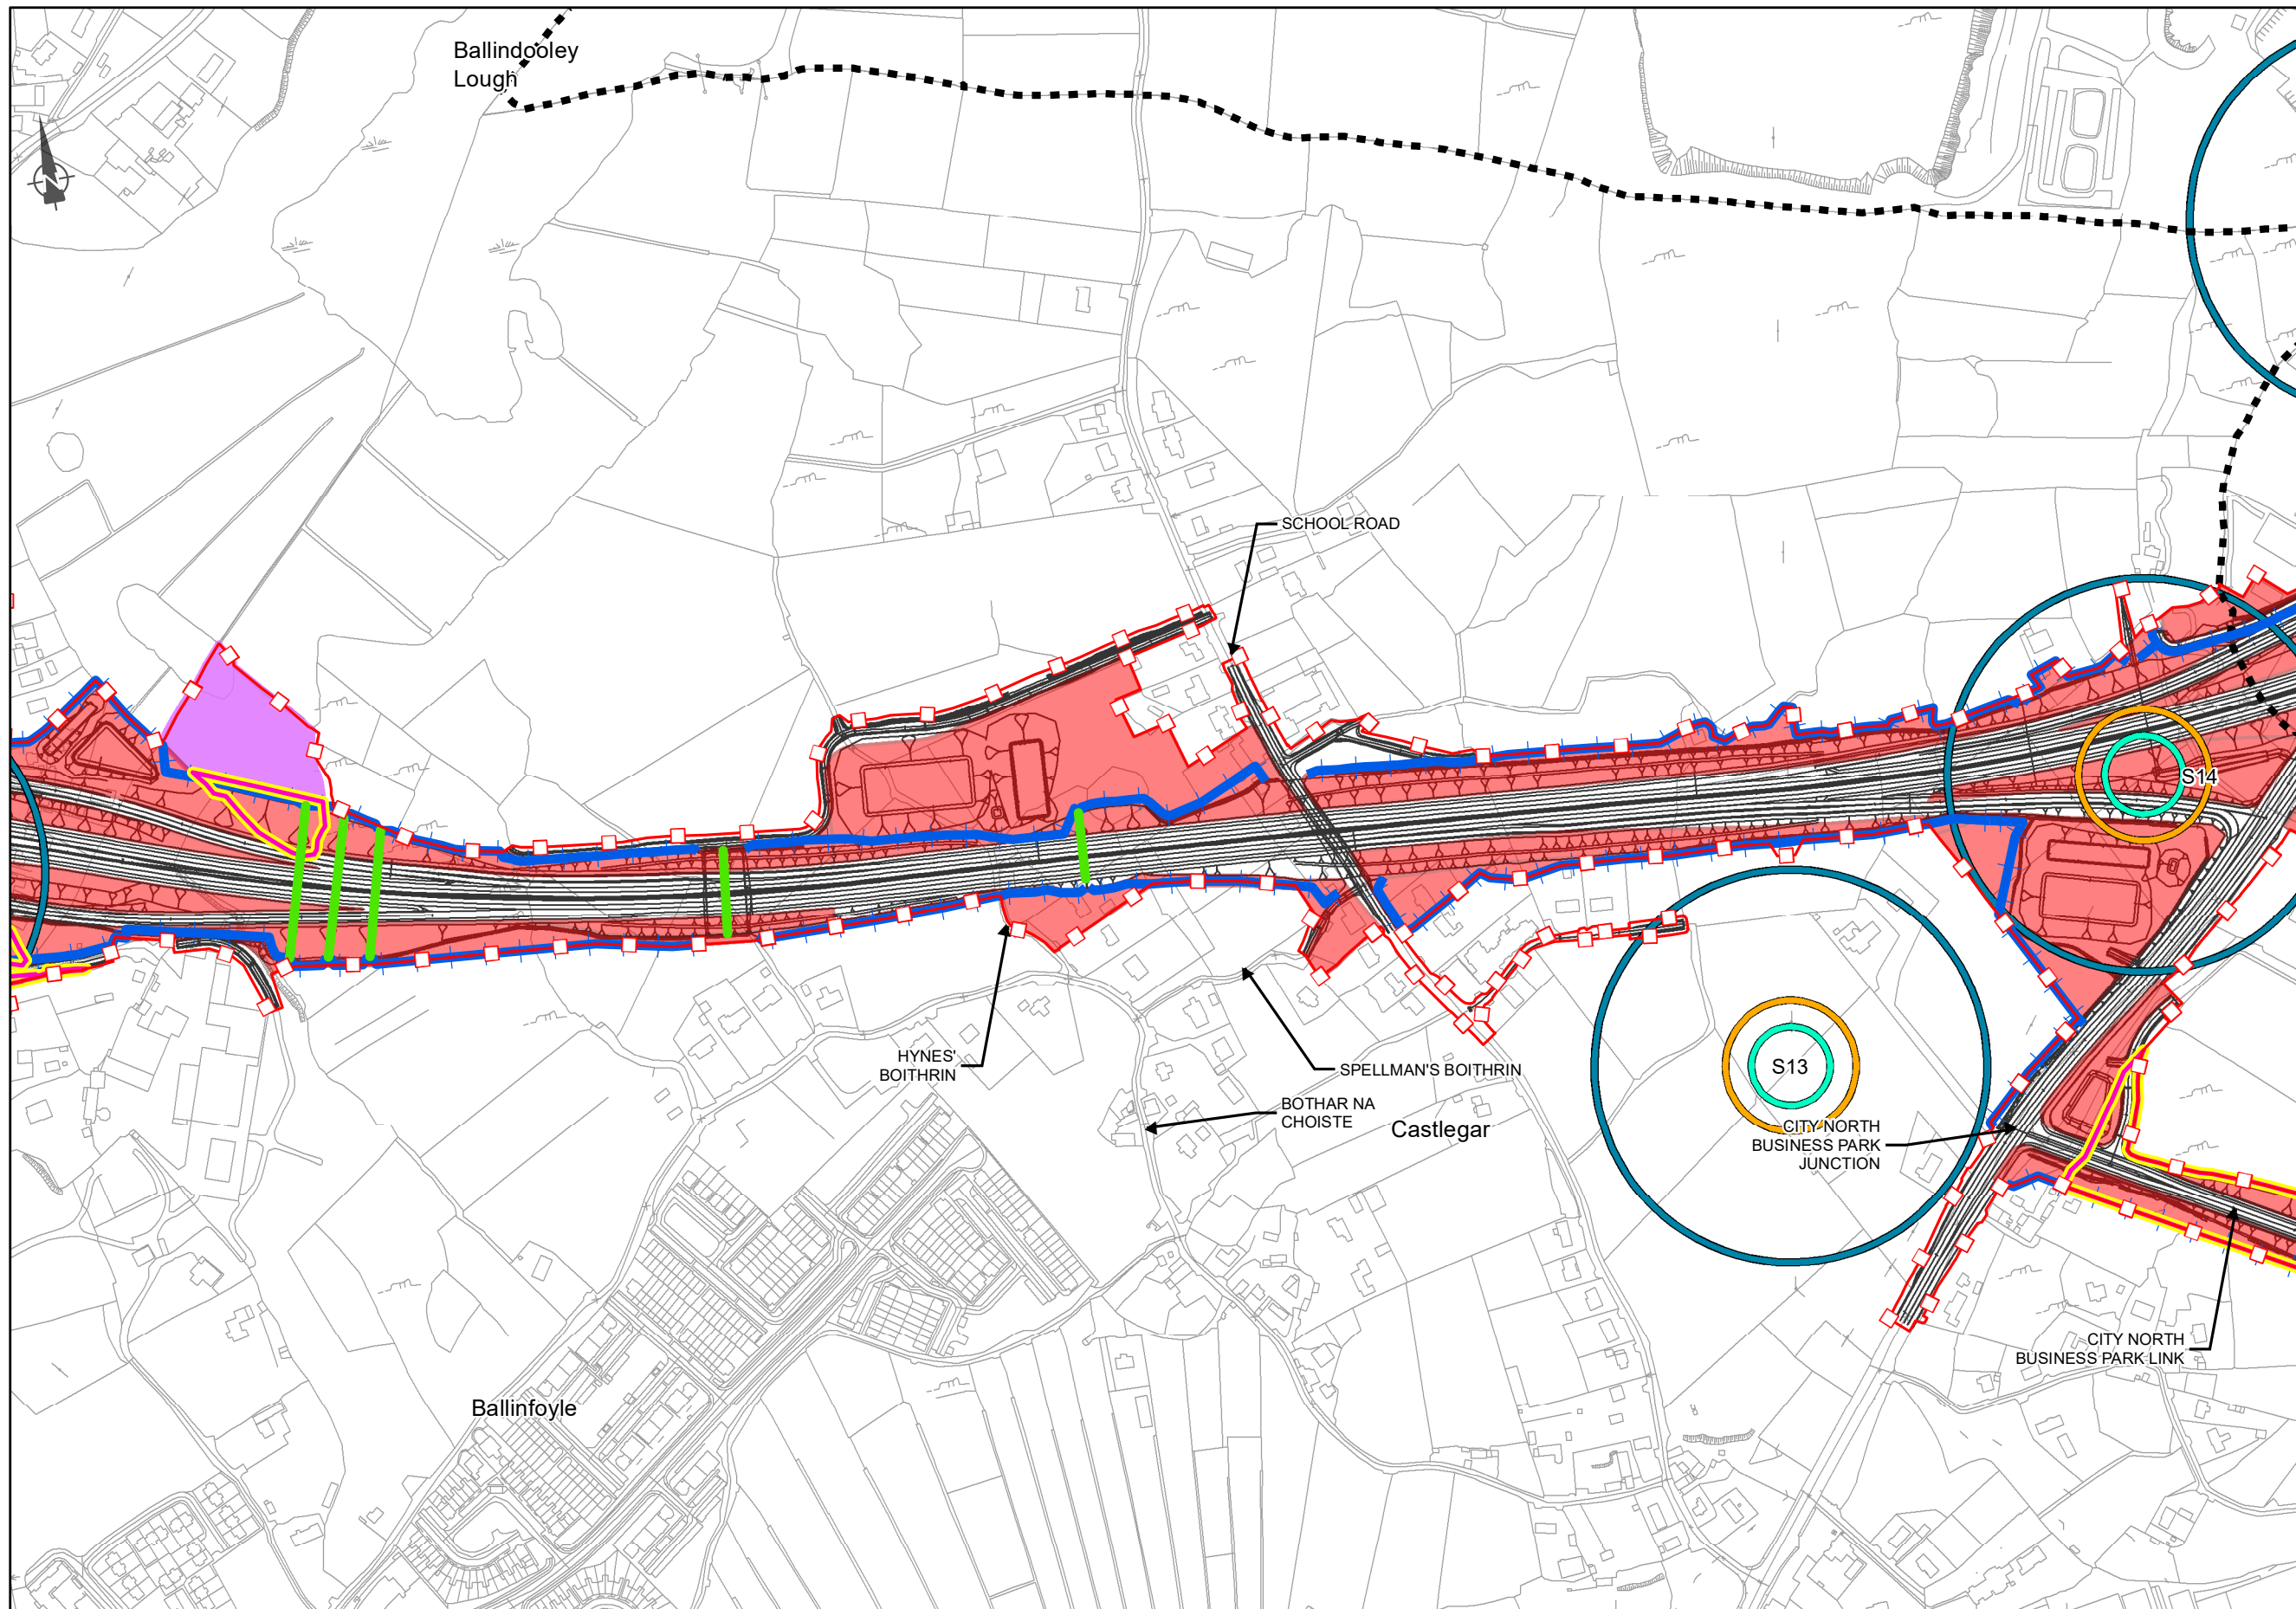 Ballindooley
Lough
N
SCHOOL ROAD
S14
HYNES'
BOITHRIN
SPELLMAN'S BOITHRIN
S13
BOTHAR NA
CHOISTE
Castlegar
CITY NORTH
BUSINESS PARK
JUNCTION
CITY NORTH
BUSINESS PARK LINK
Ballinfoyle